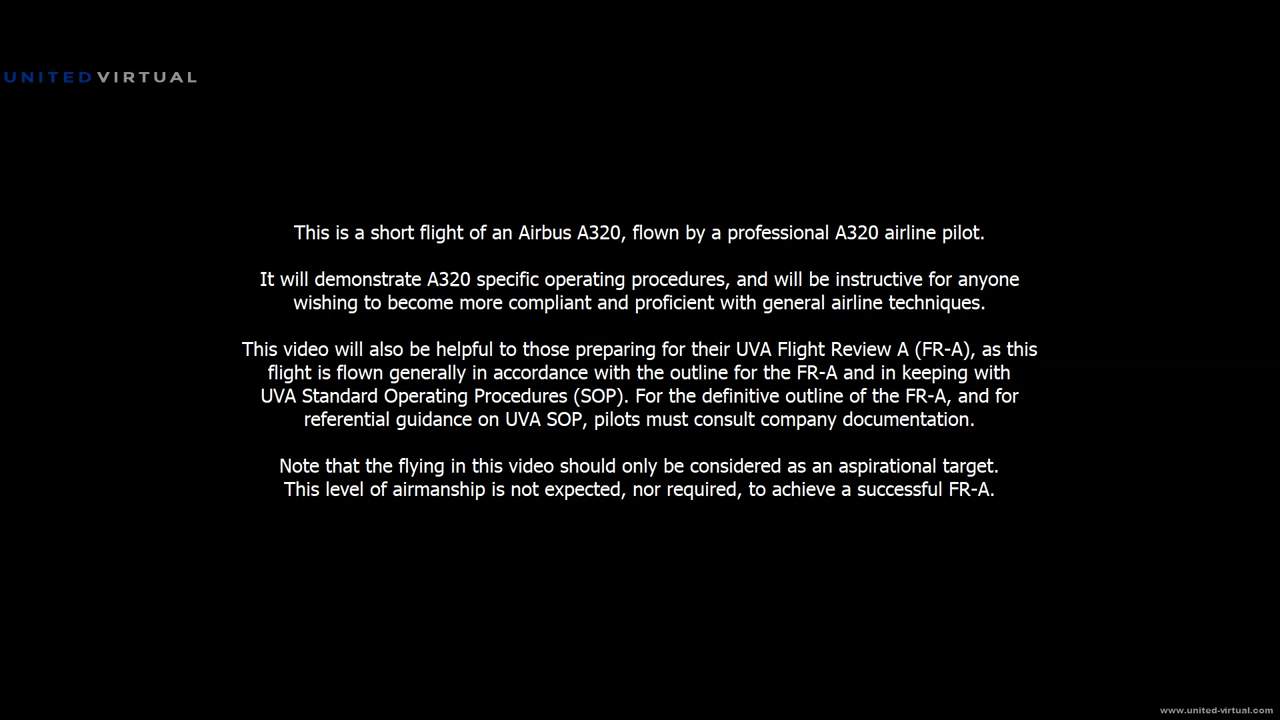 UNITEDVIRTUAL
This is a short flight of an Airbus A320, flown by a professional A320 airline pilot.
It will demonstrate A320 specific operating procedures, and will be instructive for anyone
wishing to become more compliant and proficient with general airline techniques.
This video will also be helpful to those preparing for their UVA Flight Review A (FR-A), as this
flight is flown generally in accordance with the outline for the FR-A and in keeping with
UVA Standard Operating Procedures (SOP). For the definitive outline of the FR-A, and for
referential guidance on UVA SOP, pilots must consult company documentation.
Note that the flying in this video should only be considered as an aspirational target.
This level of airmanship is not expected, nor required, to achieve a successful FR-A.
www.united-virtual.com